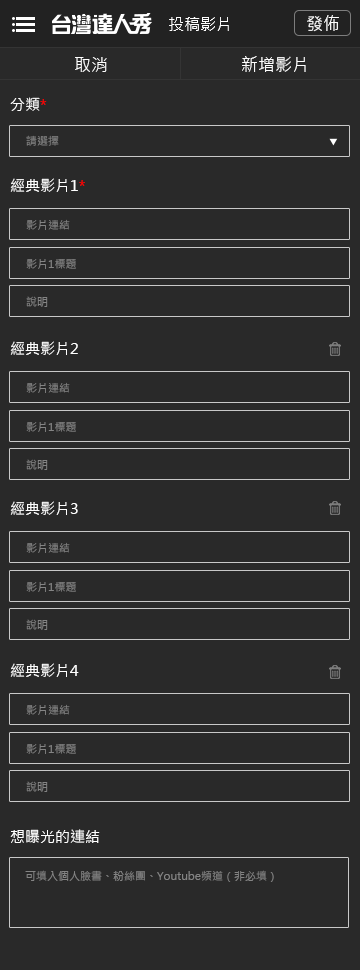 台灣達人秀 投稿影片 發佈
取消 新增影片
分類*
請選擇
經典影片1*
影片連結
影片1標題
說明
經典影片2
影片連結
影片1標題
說明
經典影片3
影片連結
影片1標題
說明
經典影片4
影片連結
影片1標題
說明
想曝光的連結
可填入個人臉書、粉絲團、Youtube頻道（非必填）